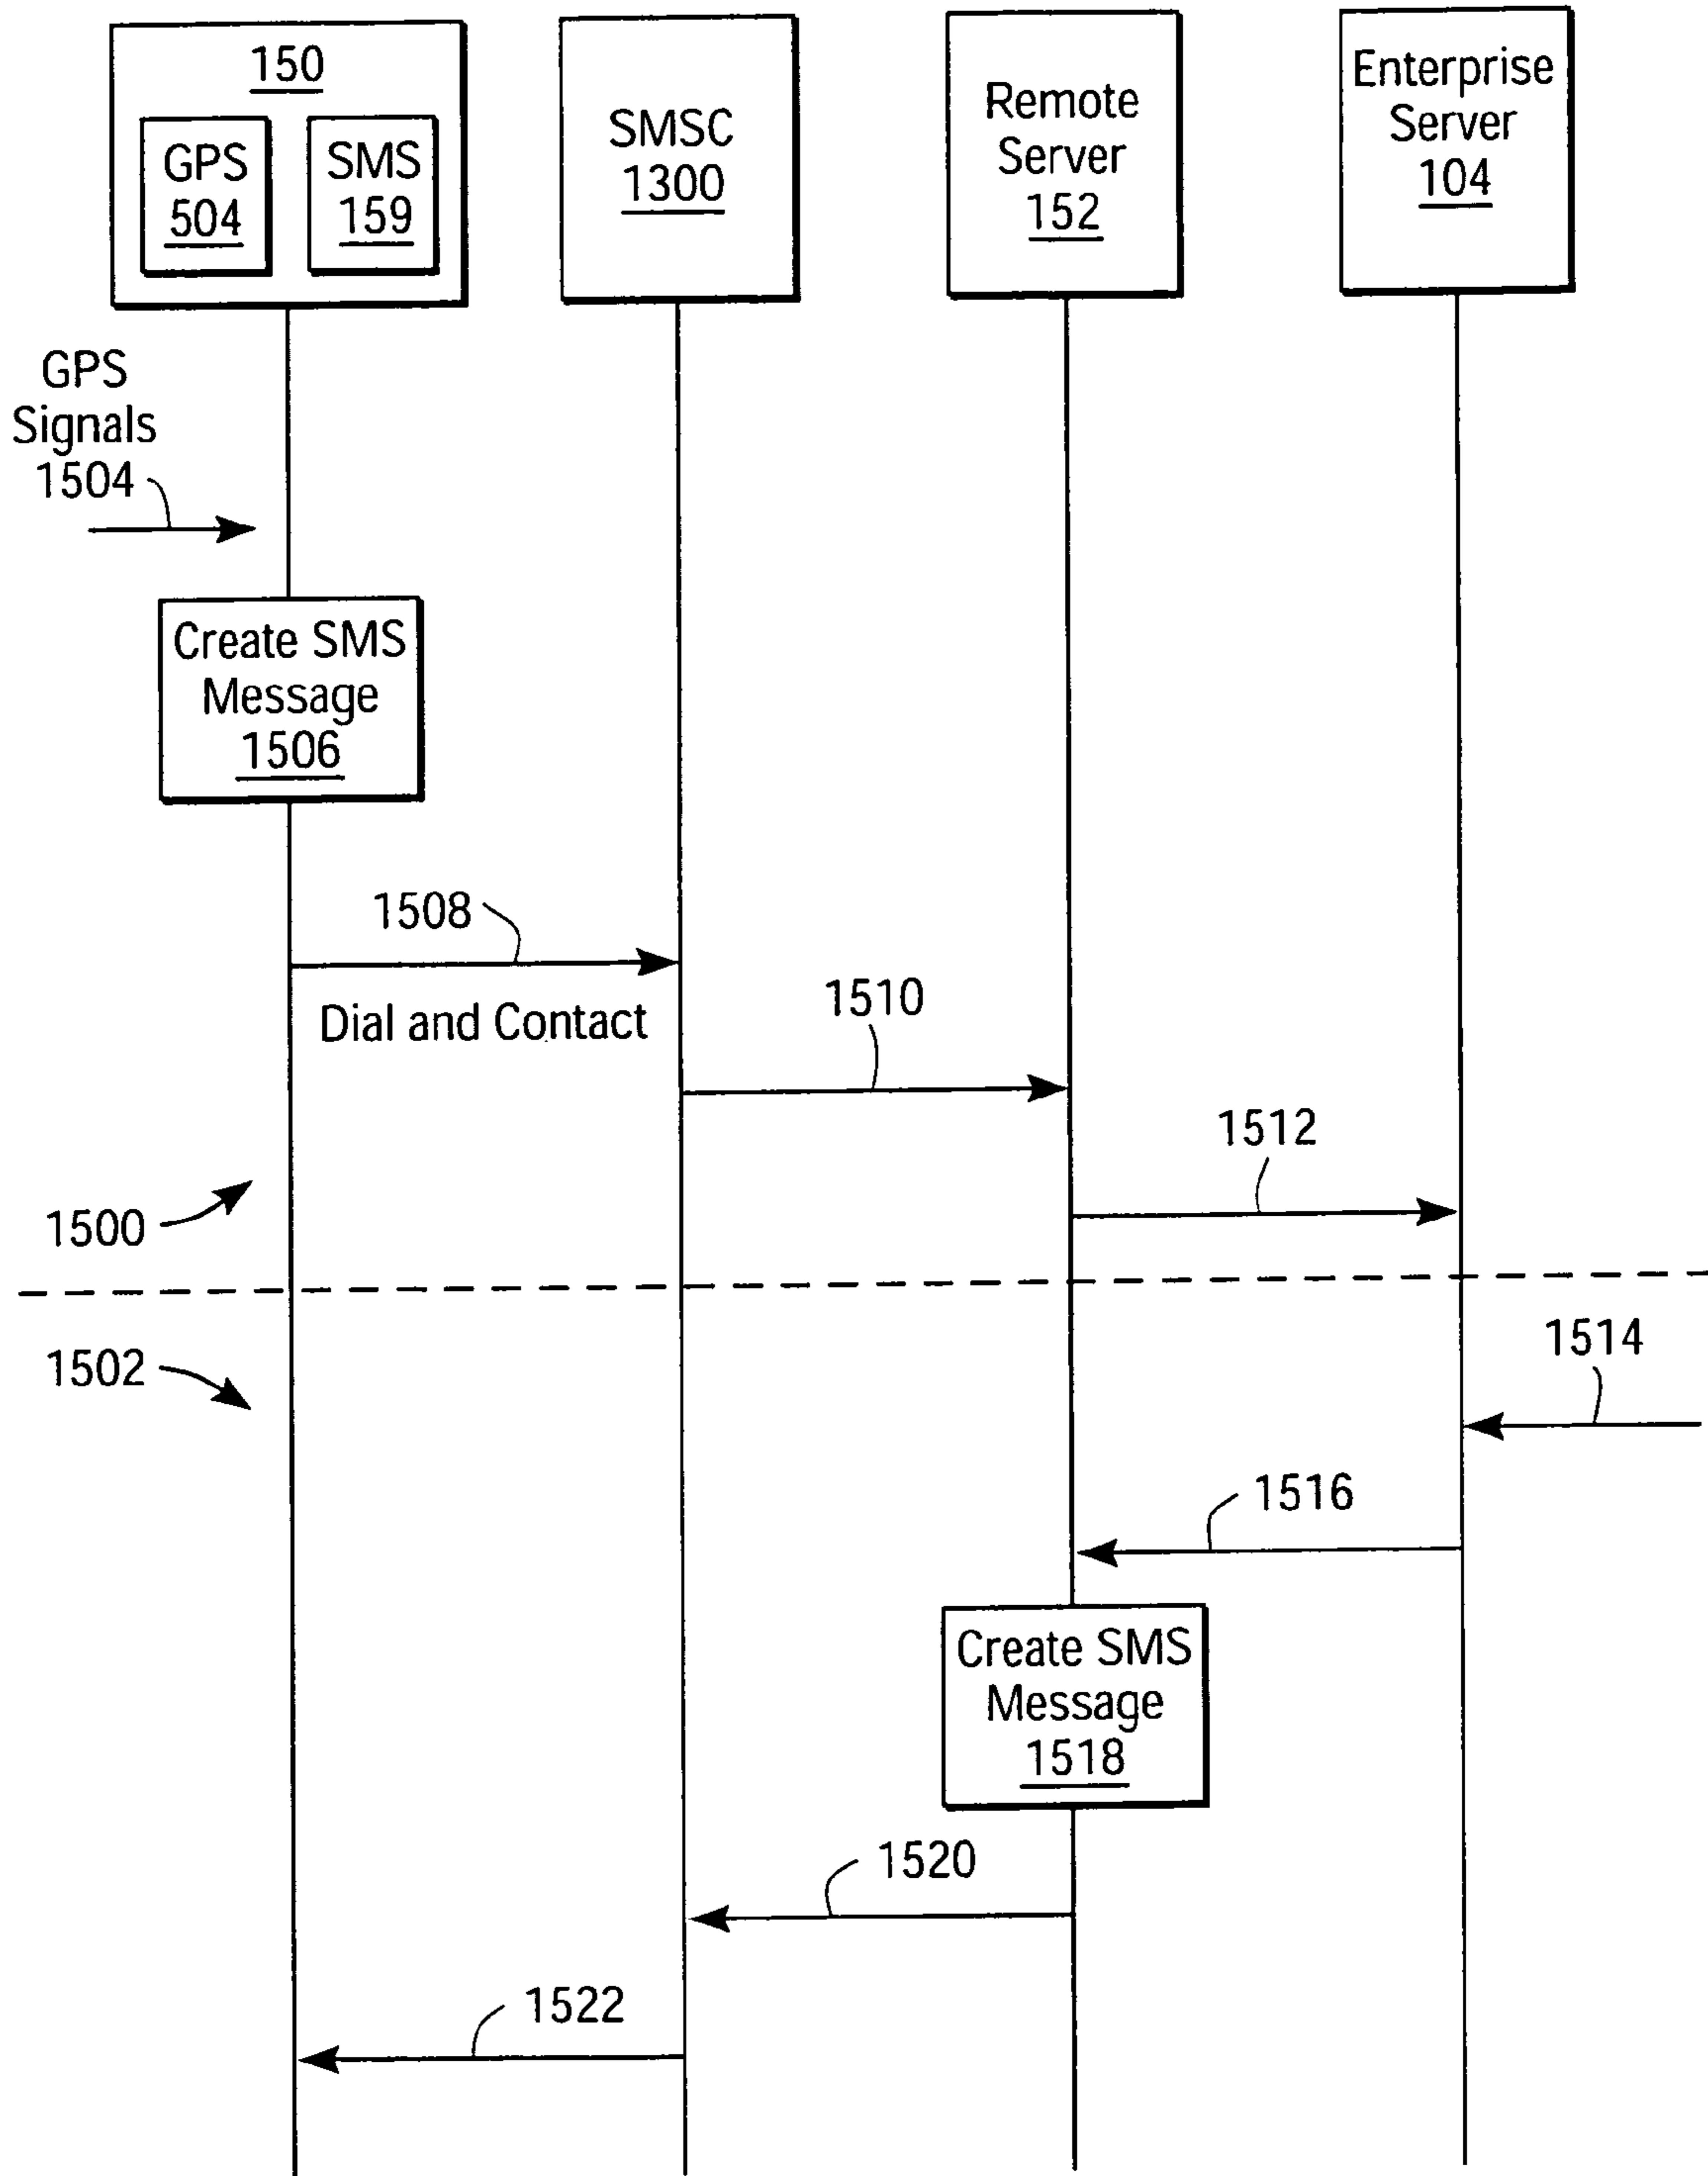 150
GPS
504
SMS
159
SMSC
1300
Remote
Server
152
Enterprise
Server
104
GPS
Signals
1504
Create SMS
Message
1506
1508
Dial and Contact
1510
1512
1500
1502
1514
1516
Create SMS
Message
1518
1520
1522